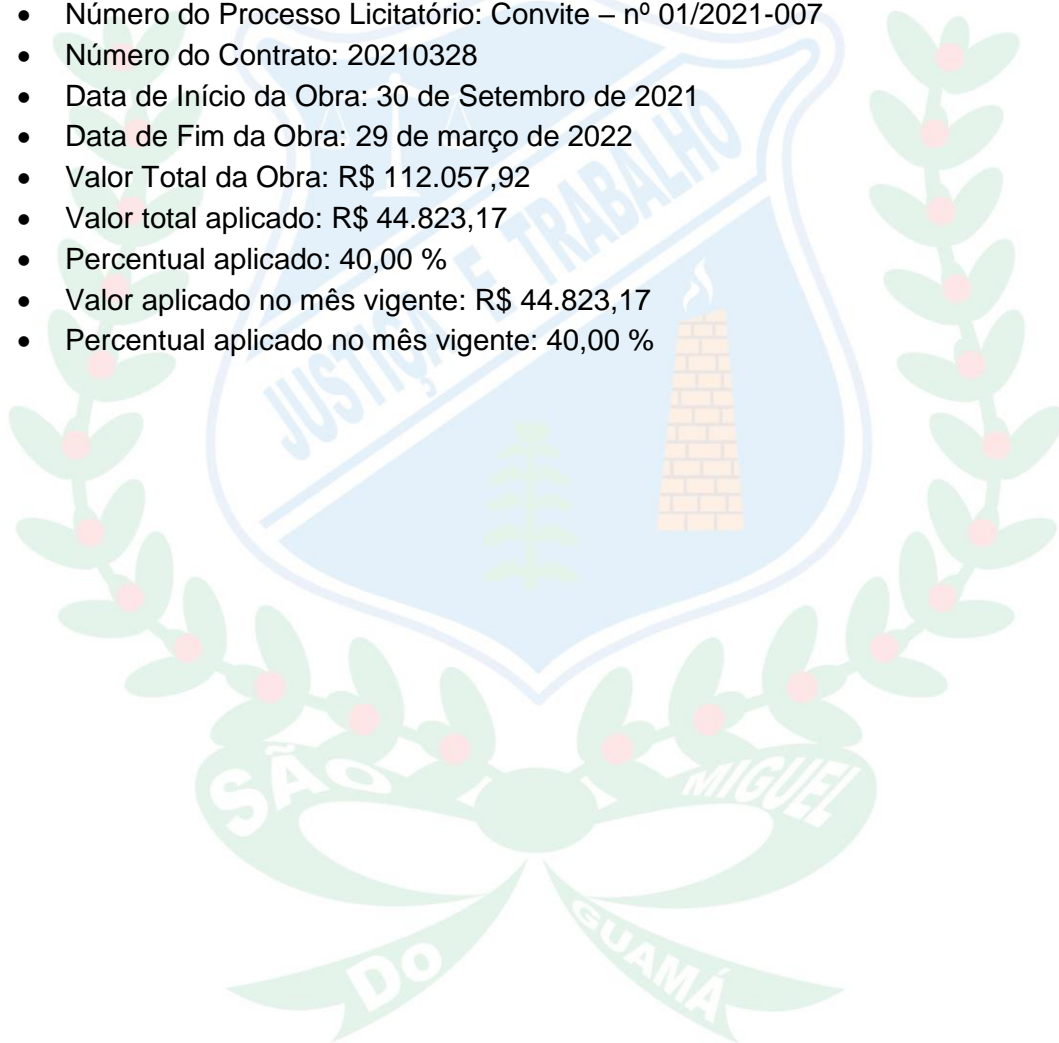 • Número do Processo Licitatório: Convite – nº 01/2021-007
• Número do Contrato: 20210328
• Data de Início da Obra: 30 de Setembro de 2021
• Data de Fim da Obra: 29 de março de 2022
• Valor Total da Obra: R$ 112.057,92
• Valor total aplicado: R$ 44.823,17
• Percentual aplicado: 40,00 %
• Valor aplicado no mês vigente: R$ 44.823,17
• Percentual aplicado no mês vigente: 40,00 %
JUSTIÇA E TRABALHO
SÃO MIGUEL
DO GUAMÁ